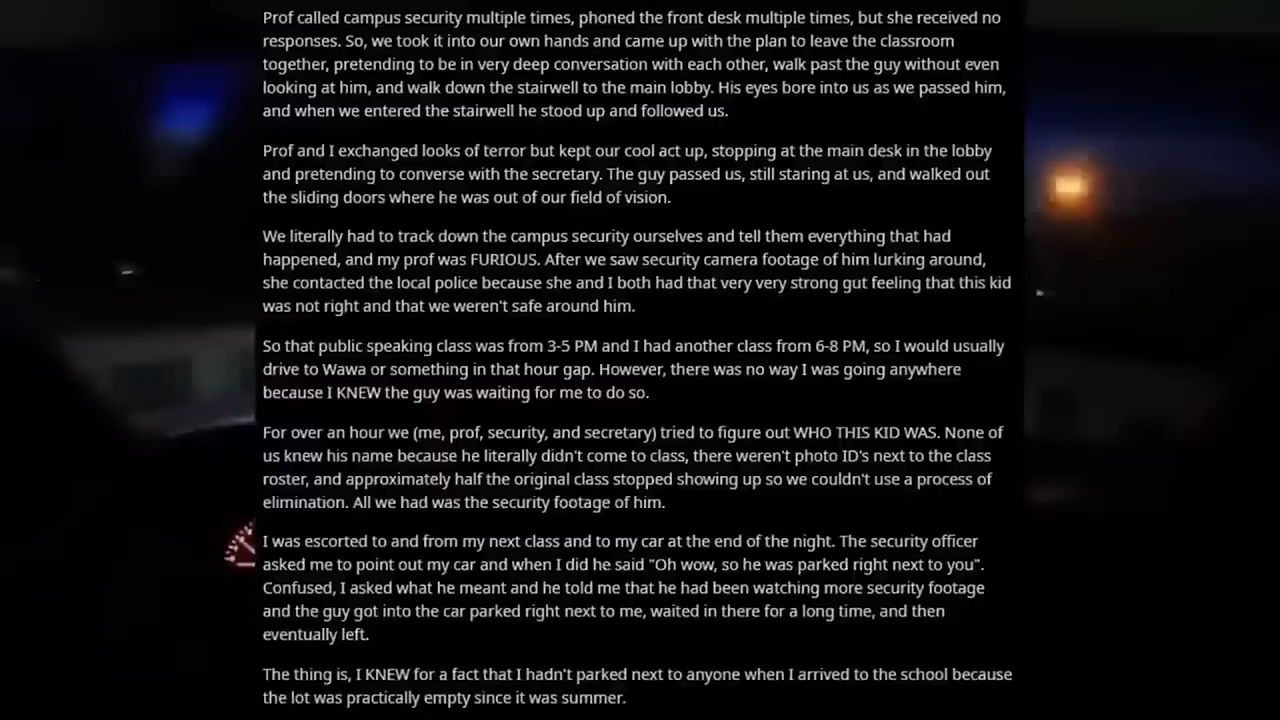 Prof called campus security multiple times, phoned the front desk multiple times, but she received no
responses. So, we took it into our own hands and came up with the plan to leave the classroom
together, pretending to be in very deep conversation with each other, walk past the guy without even
looking at him, and walk down the stairwell to the main lobby. His eyes bore into us as we passed him,
and when we entered the stairwell he stood up and followed us.
Prof and I exchanged looks of terror but kept our cool act up, stopping at the main desk in the lobby
and pretending to converse with the secretary. The guy passed us, still staring at us, and walked out
the sliding doors where he was out of our field of vision.
We literally had to track down the campus security ourselves and tell them everything that had
happened, and my prof was FURIOUS. After we saw security camera footage of him lurking around,
she contacted the local police because she and I both had that very very strong gut feeling that this kid
was not right and that we weren't safe around him.
So that public speaking class was from 3-5 PM and I had another class from 6-8 PM, so I would usually
drive to Wawa or something in that hour gap. However, there was no way I was going anywhere
because I KNEW the guy was waiting for me to do so.
For over an hour we (me, prof, security, and secretary) tried to figure out WHO THIS KID WAS. None of
us knew his name because he literally didn't come to class, there weren't photo ID's next to the class
roster, and approximately half the original class stopped showing up so we couldn't use a process of
elimination. All we had was the security footage of him.
I was escorted to and from my next class and to my car at the end of the night. The security officer
asked me to point out my car and when I did he said "Oh wow, so he was parked right next to you".
Confused, I asked what he meant and he told me that he had been watching more security footage
and the guy got into the car parked right next to me, waited in there for a long time, and then
eventually left.
The thing is, I KNEW for a fact that I hadn't parked next to anyone when I arrived to the school because
the lot was practically empty since it was summer.